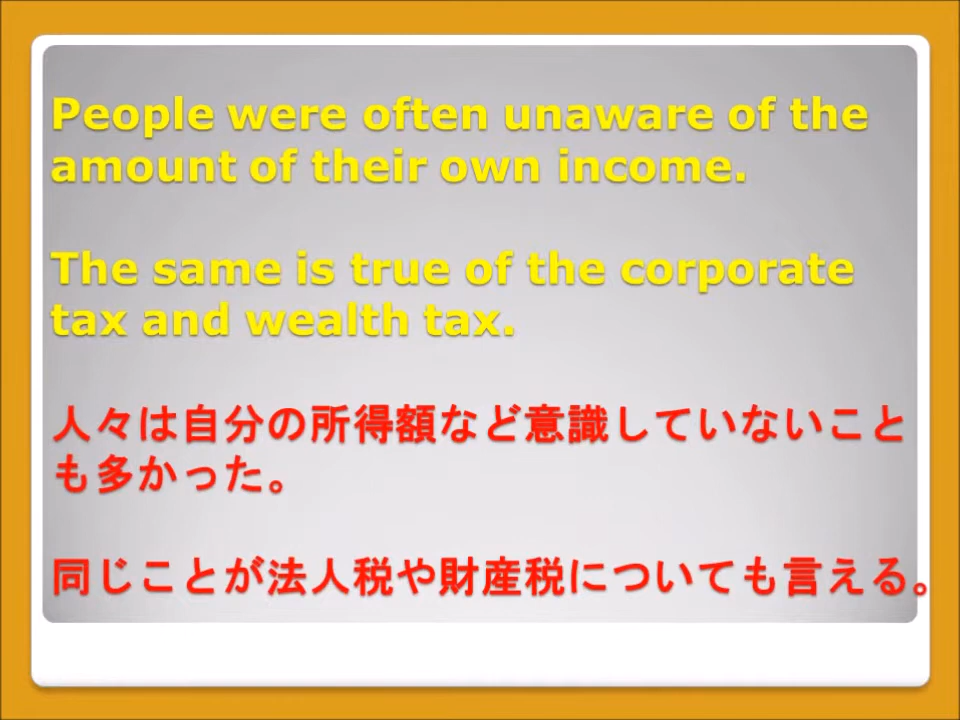 People were often unaware of the
amount of their own income.
The same is true of the corporate
tax and wealth tax.
人々は自分の所得額など意識していないこと
も多かった。
同じことが法人税や財産税についても言える。